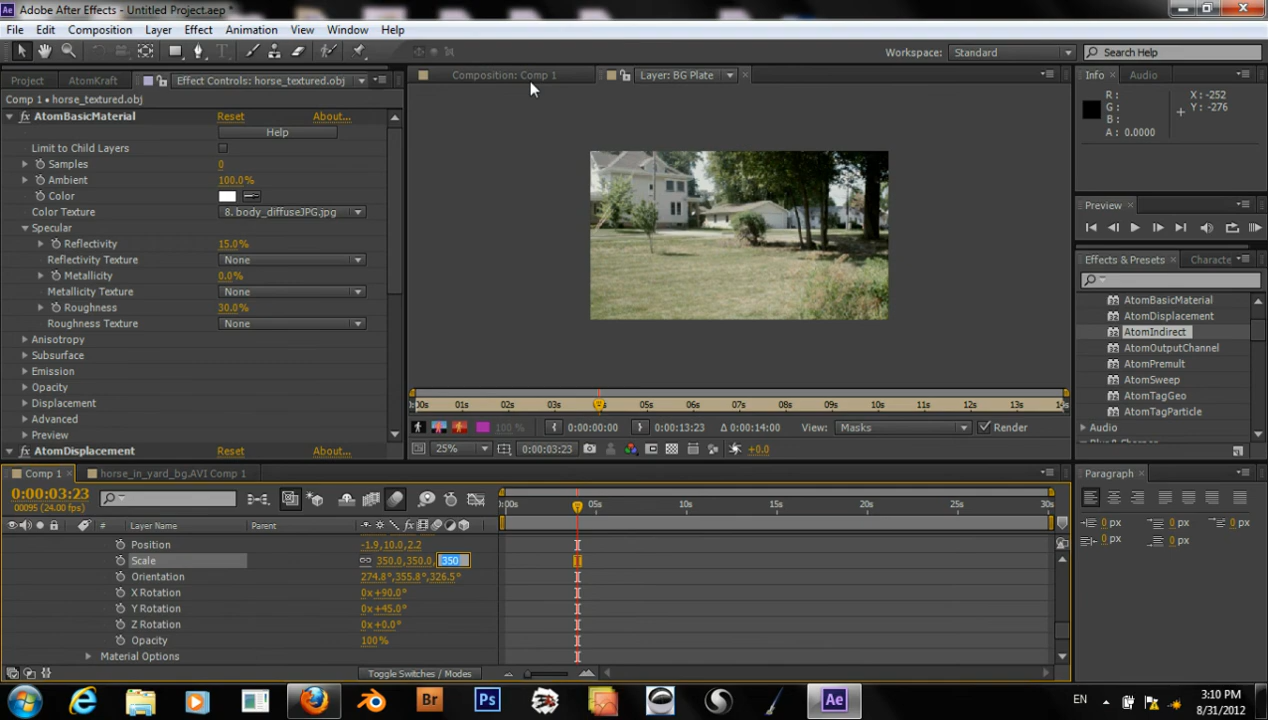 Adobe After Effects - Untitled Project.aep *
File Edit Composition Layer Effect Animation View Window Help
Workspace: Standard Search Help
Project AtomKraft Effect Controls: horse_textured.obj
Composition: Comp 1 Layer: BG Plate
Info Audio
Comp 1 • horse_textured.obj
R: G: B: A: 0.0000
X: -252 Y: -276
fx AtomBasicMaterial Reset About...
Help
Limit to Child Layers
Samples 0
Ambient 100.0%
Color
Color Texture 8. body_diffuseJPG.jpg
Specular
Reflectivity 15.0%
Reflectivity Texture None
Metallicity 0.0%
Metallicity Texture None
Roughness 30.0%
Roughness Texture None
Anisotropy
Subsurface
Emission
Opacity
Displacement
Advanced
Preview
fx AtomDisplacement Reset About...
Preview
Effects & Presets Characte
AtomBasicMaterial
AtomDisplacement
AtomIndirect
AtomOutputChannel
AtomPremult
AtomSweep
AtomTagGeo
AtomTagParticle
Audio
00s 01s 02s 03s 05s 06s 07s 08s 09s 10s 11s 12s 13s 14s
100 % 0:00:00:00 0:00:13:23 Δ 0:00:14:00 View: Masks Render
25% 0:00:03:23 +0.0
Comp 1 horse_in_yard_bg.AVI Comp 1
Paragraph
0:00:03:23
00095 (24.00 fps)
:00s 05s 10s 15s 20s 25s 30s
# Layer Name Parent
Position -1.9,10.0,2.2
Scale 350.0,350.0, 350
Orientation 274.8°,355.8°,326.5°
X Rotation 0x+90.0°
Y Rotation 0x+45.0°
Z Rotation 0x+0.0°
Opacity 100%
Material Options
Toggle Switches / Modes
0 px 0 px 0 px
0 px 0 px
Br Ps Ae
EN 3:10 PM
8/31/2012